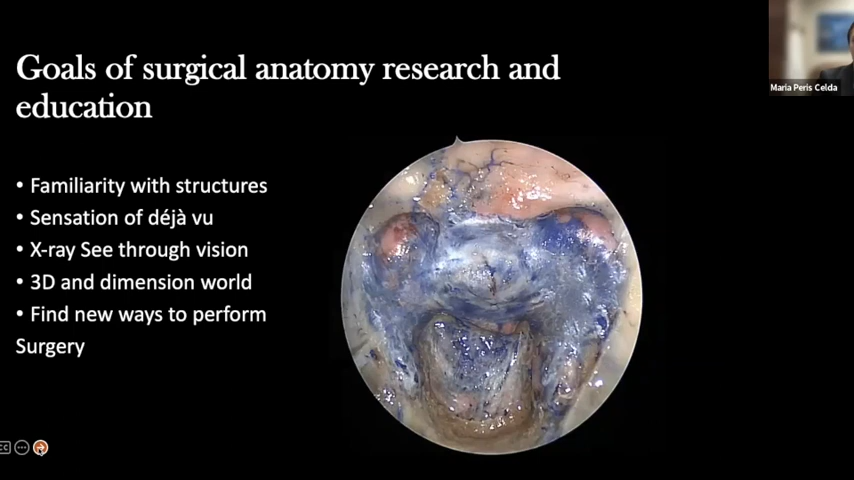 Goals of surgical anatomy research and
education
Maria Peris Celda
• Familiarity with structures
• Sensation of déjà vu
• X-ray See through vision
• 3D and dimension world
• Find new ways to perform
Surgery
CC